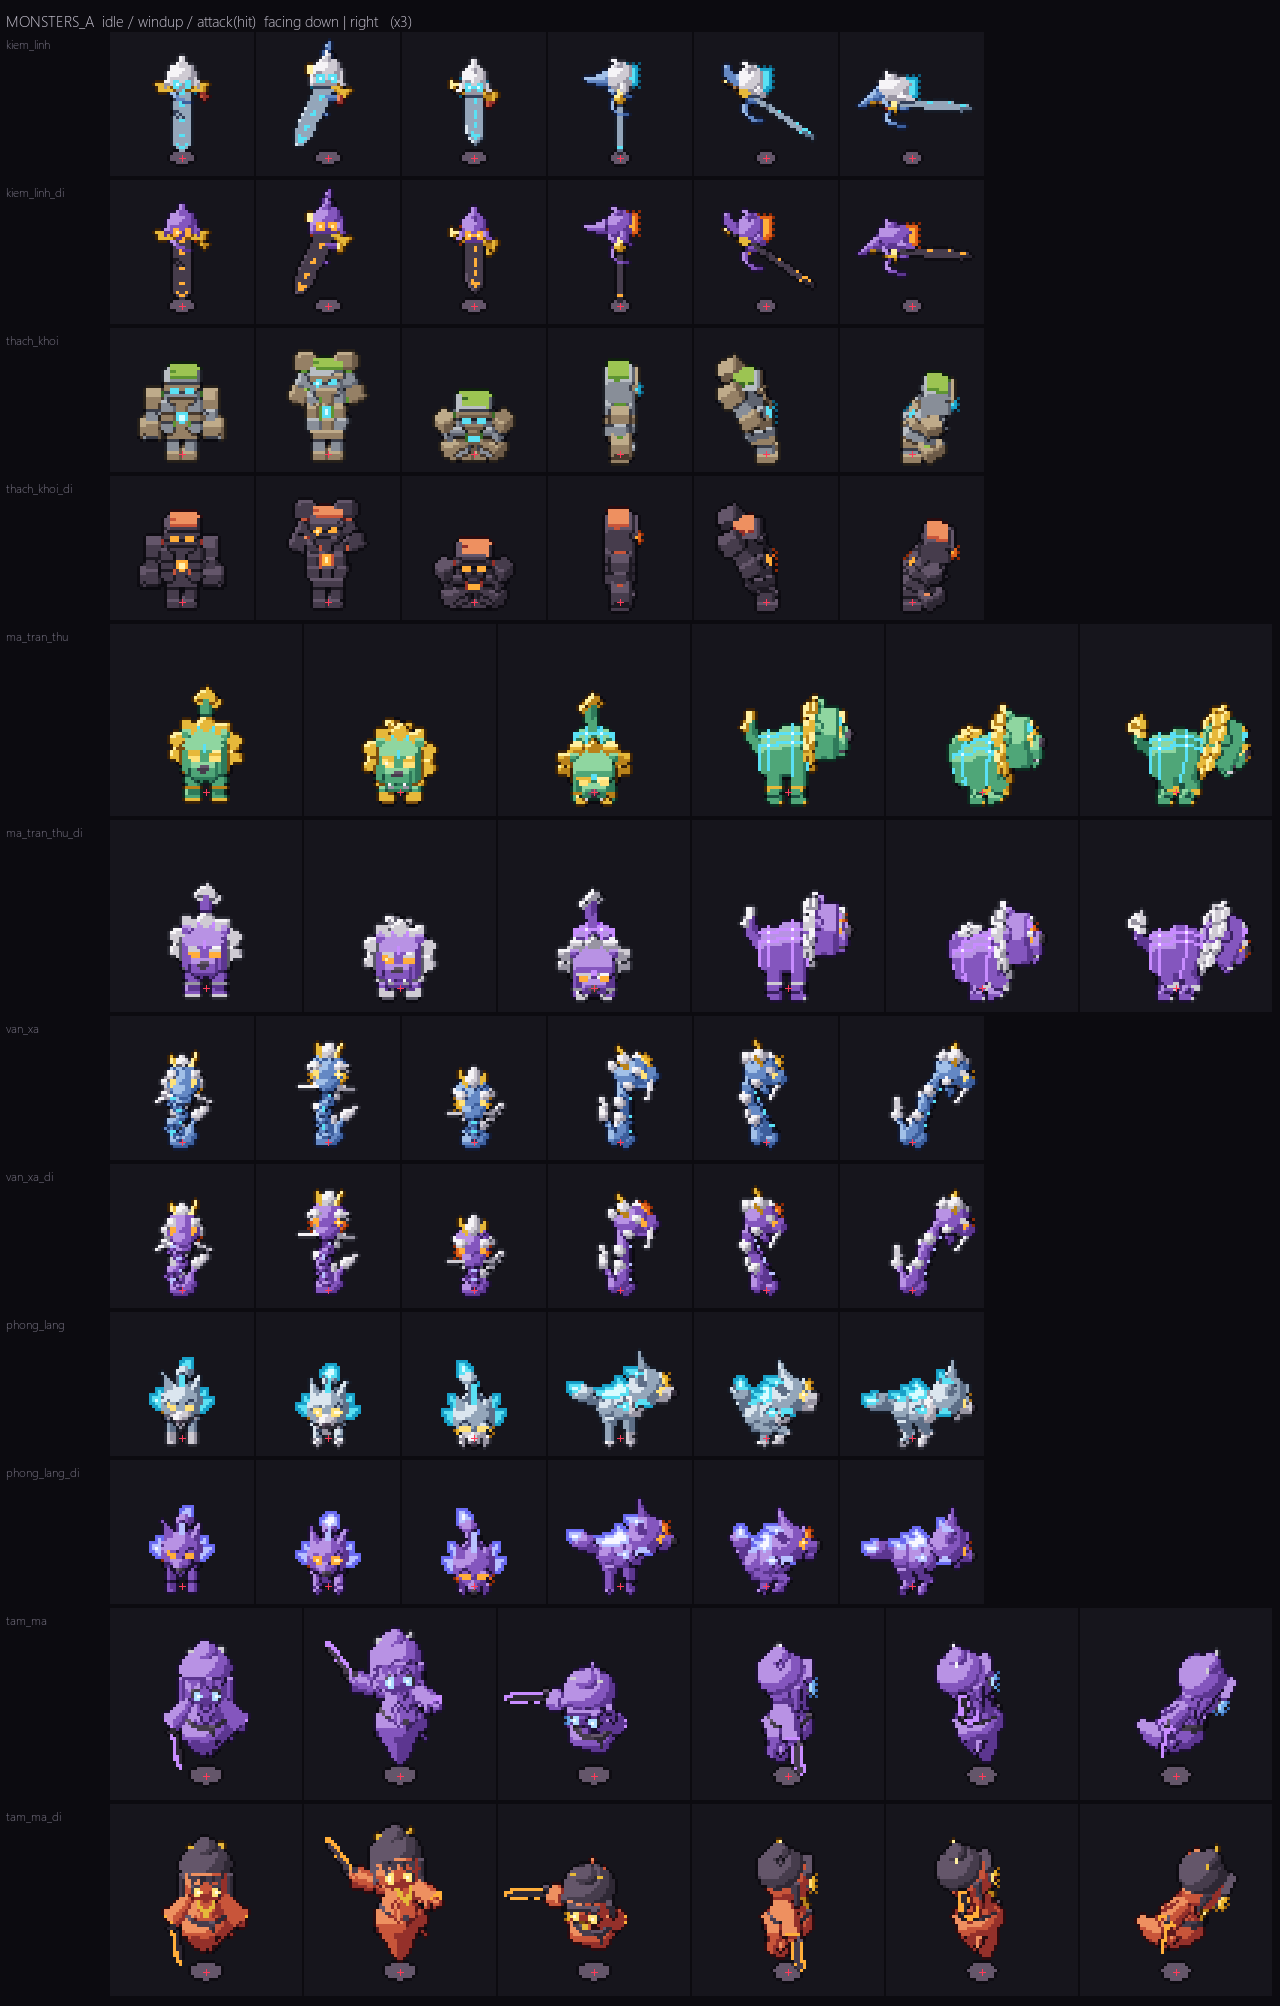 MONSTERS_A idle / windup / attack(hit) facing down | right (x3)
kiem_linh
kiem_linh_di
thach_khoi
thach_khoi_di
ma_tran_thu
ma_tran_thu_di
van_xa
van_xa_di
phong_lang
phong_lang_di
tam_ma
tam_ma_di